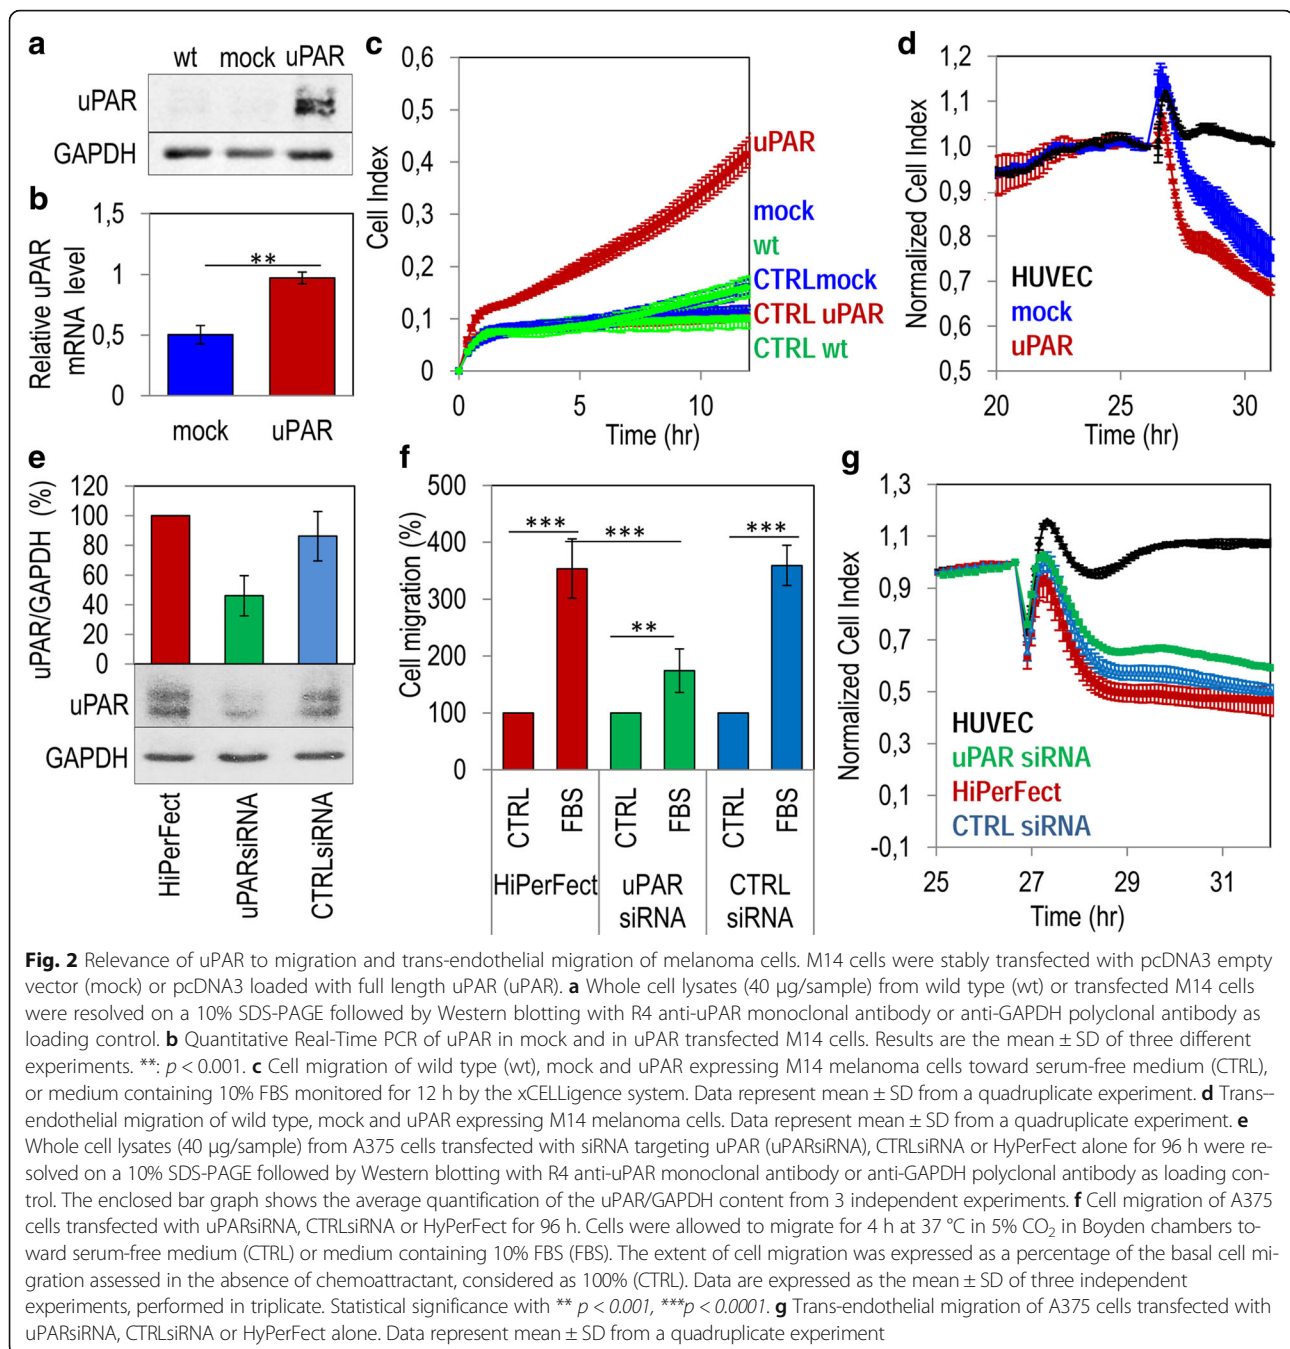 a
wt mock uPAR
uPAR
GAPDH
b
1,5
1
0,5
0
Relative uPAR
mRNA level
**
mock uPAR
c
0,6
0,5
0,4
0,3
0,2
0,1
0
Cell Index
uPAR
mock
wt
CTRLmock
CTRL uPAR
CTRL wt
0 5 10
Time (hr)
d
1,2
1,1
1,0
0,9
0,8
0,7
0,6
0,5
Normalized Cell Index
HUVEC
mock
uPAR
20 25 30
Time (hr)
e
120
100
80
60
40
20
0
uPAR/GAPDH (%)
uPAR
GAPDH
HiPerFect
uPARsiRNA
CTRLsiRNA
f
500
400
300
200
100
0%
Cell migration (%)
*** *** ***
**
CTRL FBS CTRL FBS CTRL FBS
HiPerFect uPAR CTRL
siRNA siRNA
g
1,3
1,1
0,9
0,7
0,5
0,3
0,1
-0,1
Normalized Cell Index
HUVEC
uPAR siRNA
HiPerFect
CTRL siRNA
25 27 29 31
Time (hr)
Fig. 2 Relevance of uPAR to migration and trans-endothelial migration of melanoma cells. M14 cells were stably transfected with pcDNA3 empty
vector (mock) or pcDNA3 loaded with full length uPAR (uPAR). a Whole cell lysates (40 μg/sample) from wild type (wt) or transfected M14 cells
were resolved on a 10% SDS-PAGE followed by Western blotting with R4 anti-uPAR monoclonal antibody or anti-GAPDH polyclonal antibody as
loading control. b Quantitative Real-Time PCR of uPAR in mock and in uPAR transfected M14 cells. Results are the mean ± SD of three different
experiments. **: p < 0.001. c Cell migration of wild type (wt), mock and uPAR expressing M14 melanoma cells toward serum-free medium (CTRL),
or medium containing 10% FBS monitored for 12 h by the xCELLigence system. Data represent mean ± SD from a quadruplicate experiment. d Trans--
endothelial migration of wild type, mock and uPAR expressing M14 melanoma cells. Data represent mean ± SD from a quadruplicate experiment. e
Whole cell lysates (40 μg/sample) from A375 cells transfected with siRNA targeting uPAR (uPARsiRNA), CTRLsiRNA or HyPerFect alone for 96 h were re-
solved on a 10% SDS-PAGE followed by Western blotting with R4 anti-uPAR monoclonal antibody or anti-GAPDH polyclonal antibody as loading con-
trol. The enclosed bar graph shows the average quantification of the uPAR/GAPDH content from 3 independent experiments. f Cell migration of A375
cells transfected with uPARsiRNA, CTRLsiRNA or HyPerFect for 96 h. Cells were allowed to migrate for 4 h at 37 °C in 5% CO₂ in Boyden chambers to-
ward serum-free medium (CTRL) or medium containing 10% FBS (FBS). The extent of cell migration was expressed as a percentage of the basal cell mi-
gration assessed in the absence of chemoattractant, considered as 100% (CTRL). Data are expressed as the mean ± SD of three independent
experiments, performed in triplicate. Statistical significance with ** p < 0.001, ***p < 0.0001. g Trans-endothelial migration of A375 cells transfected with
uPARsiRNA, CTRLsiRNA or HyPerFect alone. Data represent mean ± SD from a quadruplicate experiment